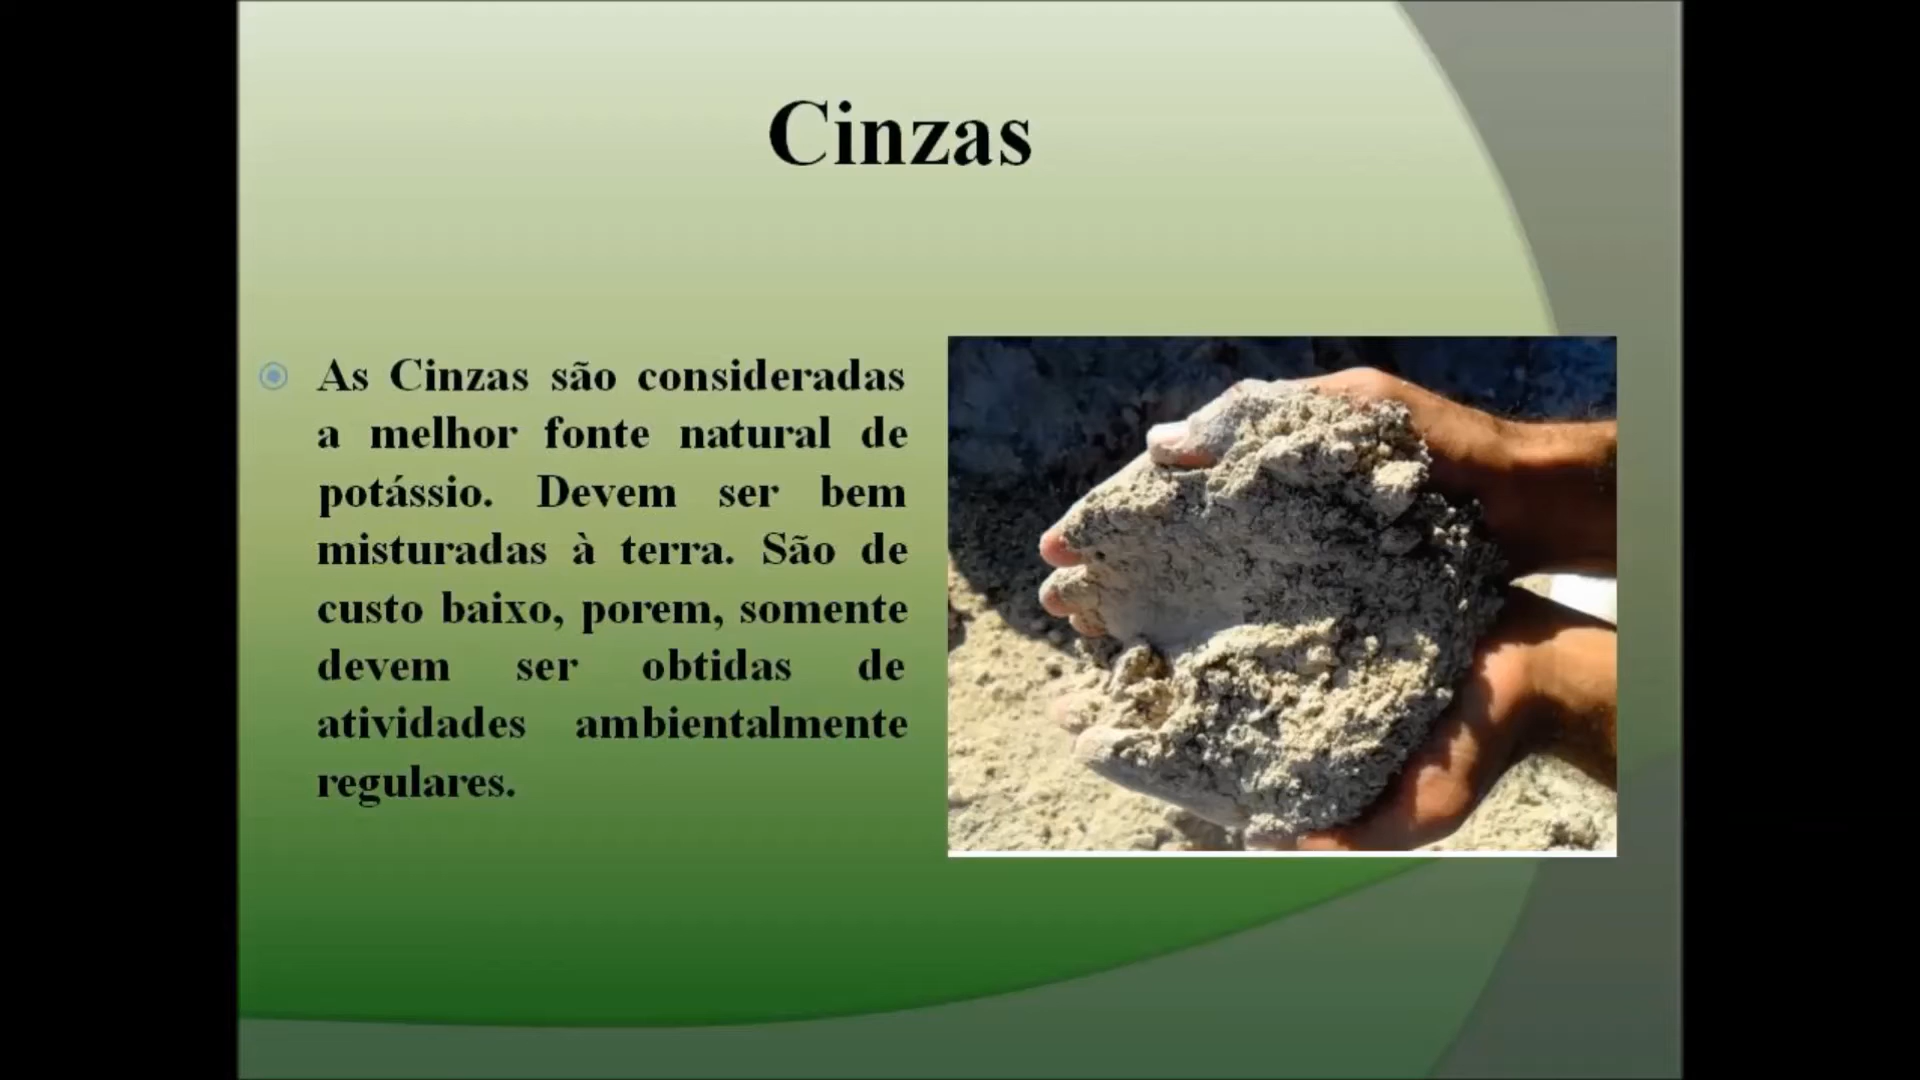 Cinzas
As Cinzas são consideradas
a melhor fonte natural de
potássio. Devem ser bem
misturadas à terra. São de
custo baixo, porem, somente
devem ser obtidas de
atividades ambientalmente
regulares.